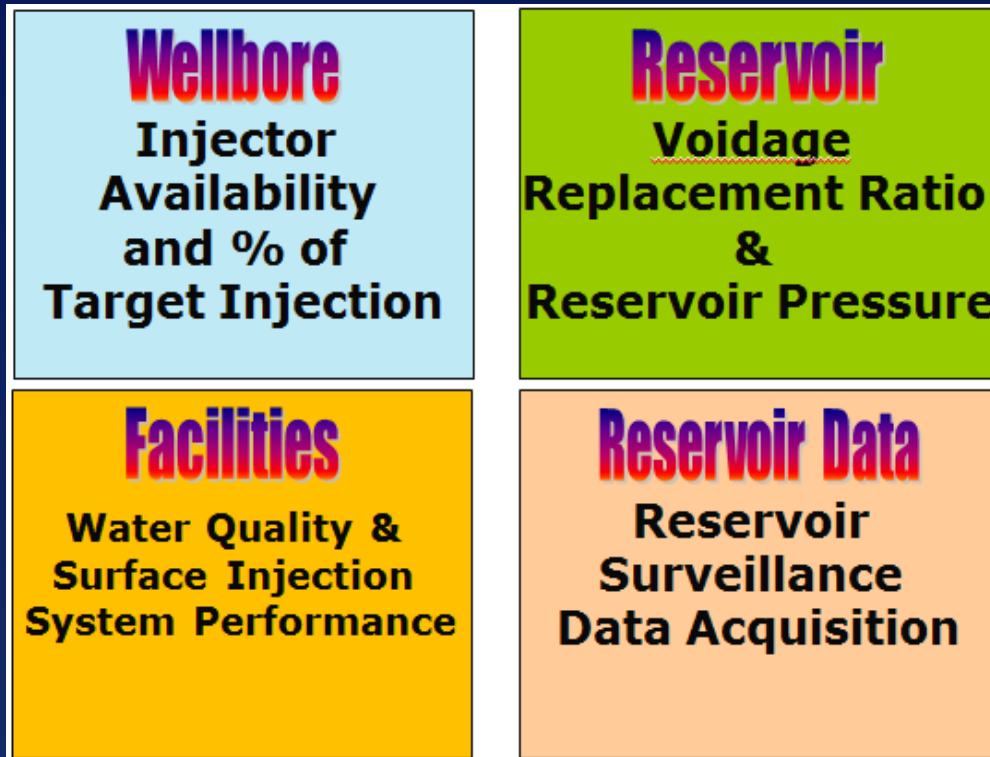 Wellbore
Injector
Availability
and % of
Target Injection
Reservoir
Voidage
Replacement Ratio
&
Reservoir Pressure
Facilities
Water Quality &
Surface Injection
System Performance
Reservoir Data
Reservoir
Surveillance
Data Acquisition